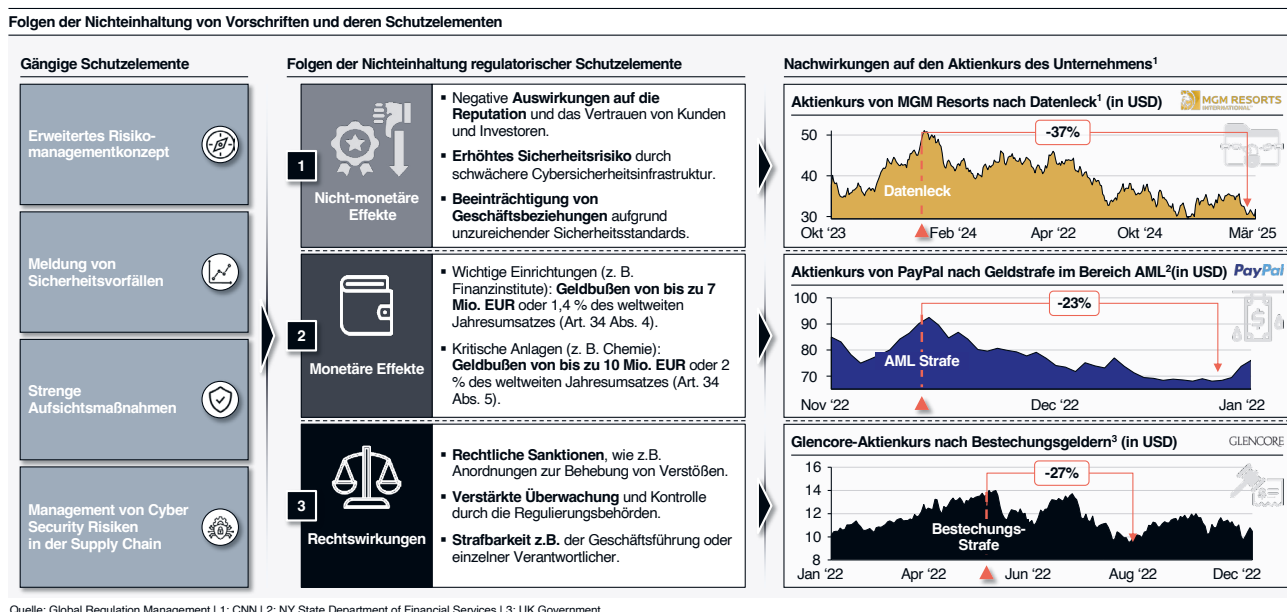 Folgen der Nichteinhaltung von Vorschriften und deren Schutzelementen
Gängige Schutzelemente
Erweitertes Risiko-
managementkonzept
Meldung von
Sicherheitsvorfällen
Strenge
Aufsichtsmaßnahmen
Management von Cyber
Security Risiken
in der Supply Chain
Folgen der Nichteinhaltung regulatorischer Schutzelemente
1
Nicht-monetäre
Effekte
▪ Negative Auswirkungen auf die
Reputation und das Vertrauen von Kunden
und Investoren.
▪ Erhöhtes Sicherheitsrisiko durch
schwächere Cybersicherheitsinfrastruktur.
▪ Beeinträchtigung von
Geschäftsbeziehungen aufgrund
unzureichender Sicherheitsstandards.
2
Monetäre Effekte
▪ Wichtige Einrichtungen (z. B.
Finanzinstitute): Geldbußen von bis zu 7
Mio. EUR oder 1,4 % des weltweiten
Jahresumsatzes (Art. 34 Abs. 4).
▪ Kritische Anlagen (z. B. Chemie):
Geldbußen von bis zu 10 Mio. EUR oder 2
% des weltweiten Jahresumsatzes (Art. 34
Abs. 5).
3
Rechtswirkungen
▪ Rechtliche Sanktionen, wie z.B.
Anordnungen zur Behebung von Verstößen.
▪ Verstärkte Überwachung und Kontrolle
durch die Regulierungsbehörden.
▪ Strafbarkeit z.B. der Geschäftsführung oder
einzelner Verantwortlicher.
Nachwirkungen auf den Aktienkurs des Unternehmens¹
Aktienkurs von MGM Resorts nach Datenleck¹ (in USD)
MGM RESORTS
INTERNATIONAL
50
-37%
40
Datenleck
30
Okt '23 Feb '24 Apr '22 Okt '24 Mär '25
Aktienkurs von PayPal nach Geldstrafe im Bereich AML² (in USD) PayPal
100
-23%
90
80
AML Strafe
70
Nov '22 Dec '22 Jan '22
Glencore-Aktienkurs nach Bestechungsgeldern³ (in USD) GLENCORE
16
-27%
14
12
Bestechungs-
10
Strafe
8
Jan '22 Apr '22 Jun '22 Aug '22 Dec '22
Quelle: Global Regulation Management | 1: CNN | 2: NY State Department of Financial Services | 3: UK Government